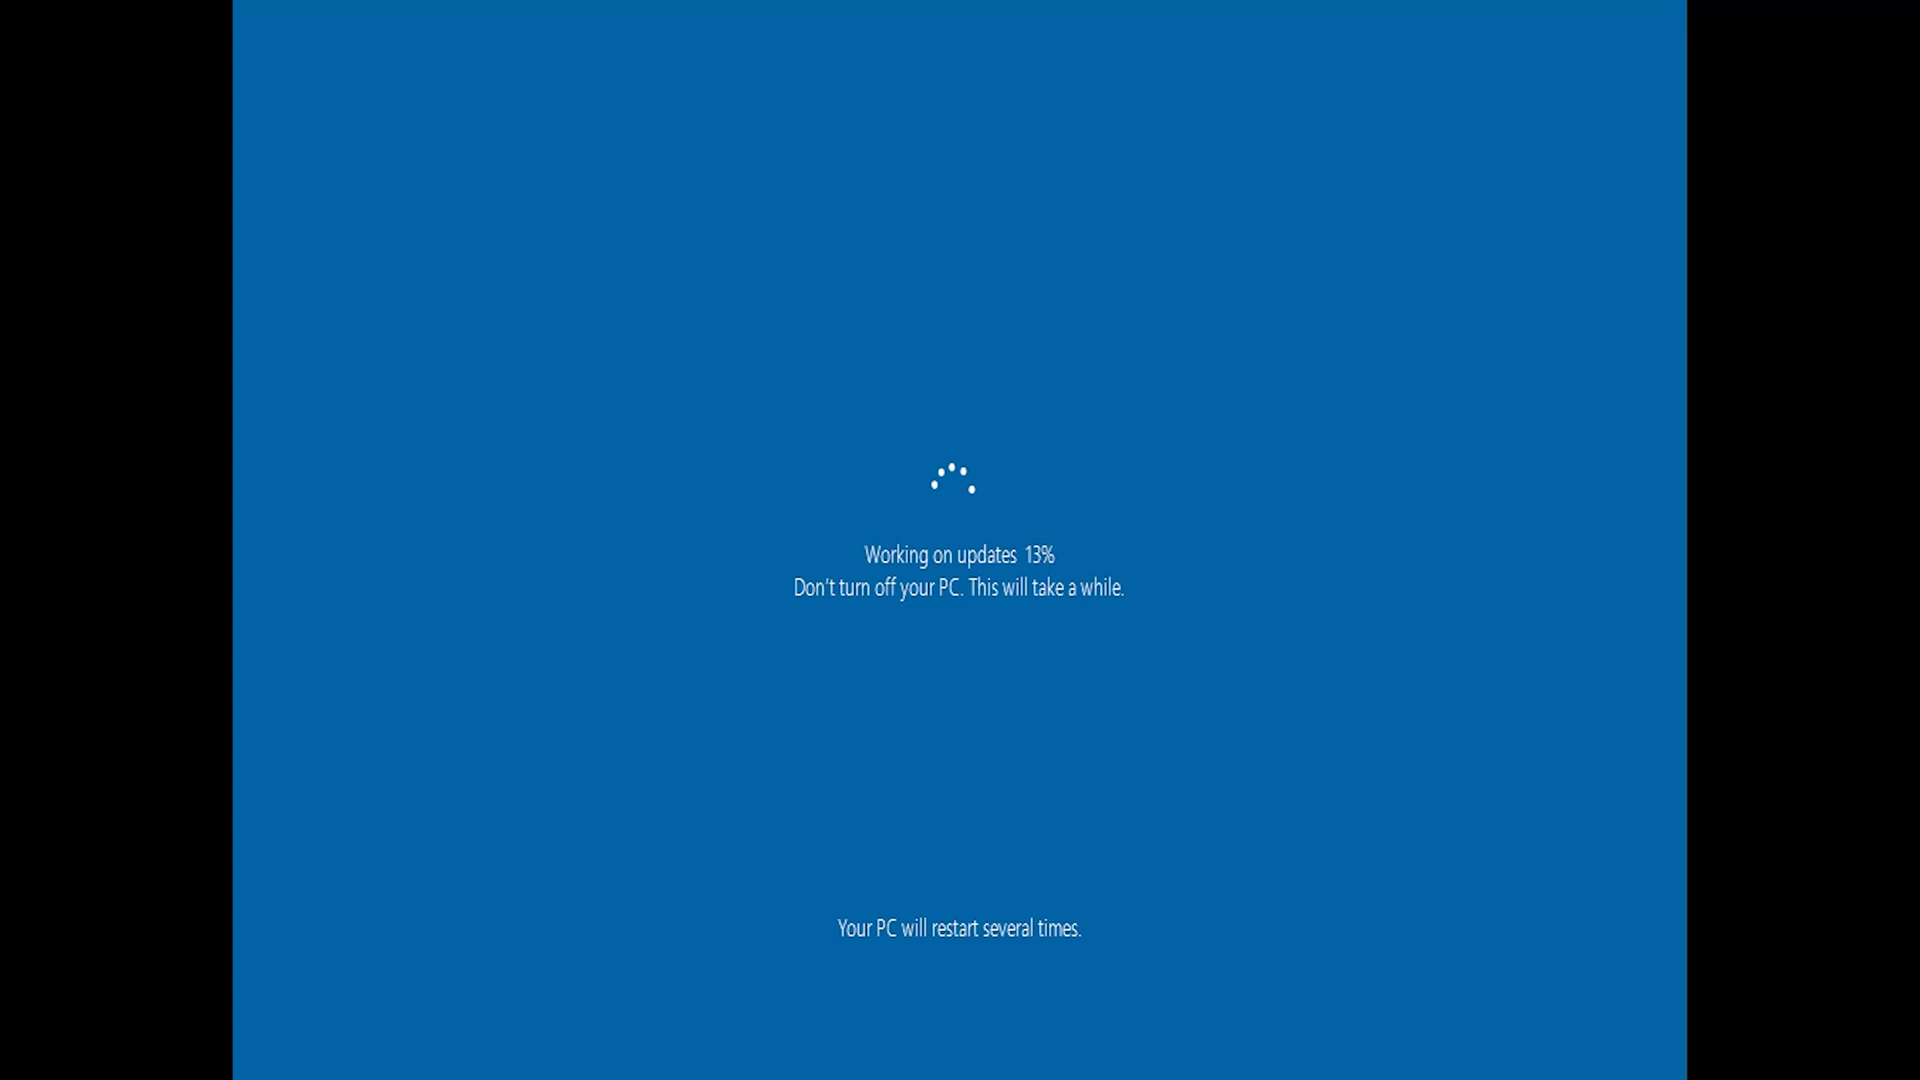 Working on updates 13%
Don't turn off your PC. This will take a while.
Your PC will restart several times.